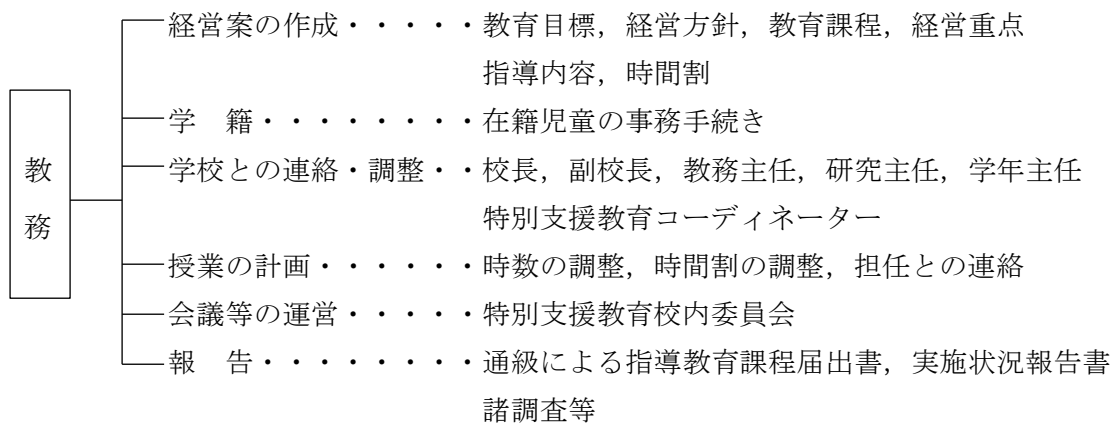 教務
経営案の作成・・・・・教育目標，経営方針，教育課程，経営重点
指導内容，時間割
学　籍・・・・・・・・在籍児童の事務手続き
学校との連絡・調整・・校長，副校長，教務主任，研究主任，学年主任
特別支援教育コーディネーター
授業の計画・・・・・・時数の調整，時間割の調整，担任との連絡
会議等の運営・・・・・特別支援教育校内委員会
報　告・・・・・・・・通級による指導教育課程届出書，実施状況報告書
諸調査等